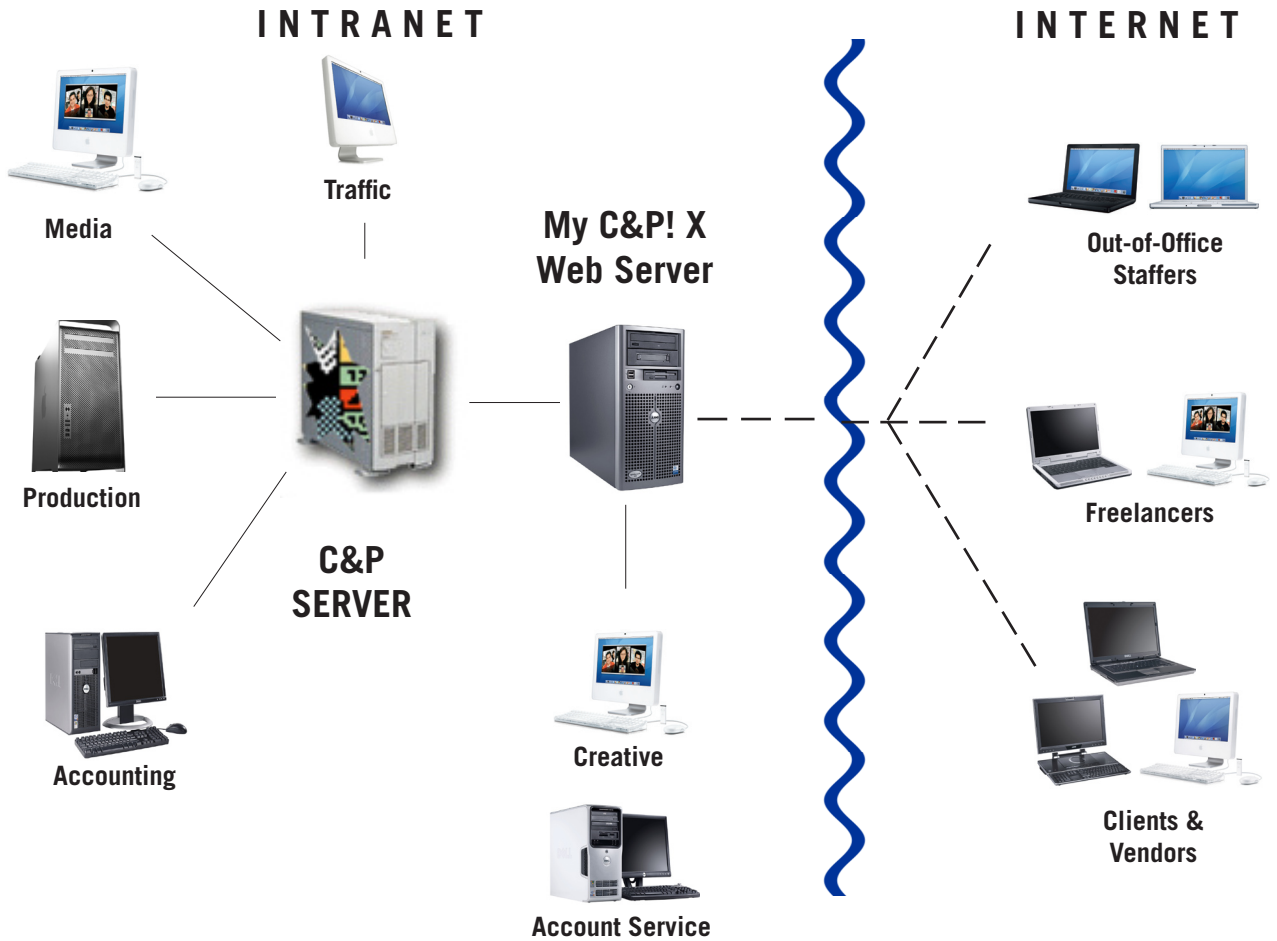 INTRANET
INTERNET
Media
Traffic
My C&P! X
Web Server
Out-of-Office
Staffers
Production
Freelancers
C&P
SERVER
Accounting
Creative
Clients &
Vendors
Account Service